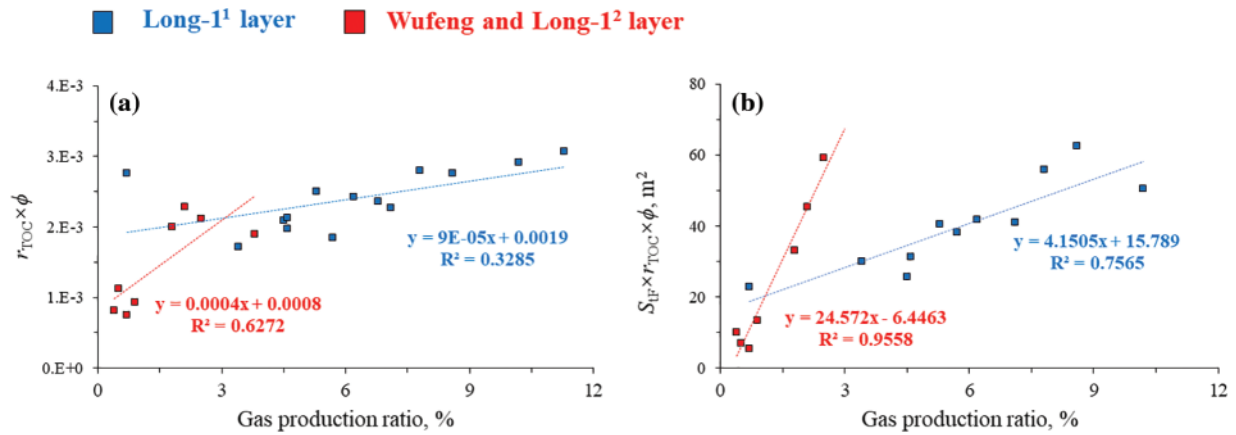 Long-1¹ layer
Wufeng and Long-1² layer
(a)
4.E-3
3.E-3
2.E-3
1.E-3
0.E+0
r_TOC×ϕ
y = 9E-05x + 0.0019
R² = 0.3285
y = 0.0004x + 0.0008
R² = 0.6272
0 3 6 9 12
Gas production ratio, %
(b)
80
60
40
20
0
S_tF×r_TOC×ϕ, m²
y = 4.1505x + 15.789
R² = 0.7565
y = 24.572x - 6.4463
R² = 0.9558
0 3 6 9 12
Gas production ratio, %